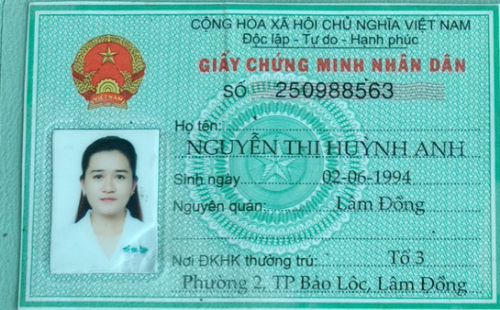 CỘNG HÒA XÃ HỘI CHỦ NGHĨA VIỆT NAM
Độc lập - Tự do - Hạnh phúc
GIẤY CHỨNG MINH NHÂN DÂN
SỐ 250988563
Họ tên:
NGUYỄN THỊ HUỲNH ANH
Sinh ngày 02-06-1994
Nguyên quán: Lâm Đồng
Nơi ĐKHK thường trú: Tổ 3
Phường 2, TP Bảo Lộc, Lâm Đồng
VIỆT NAM